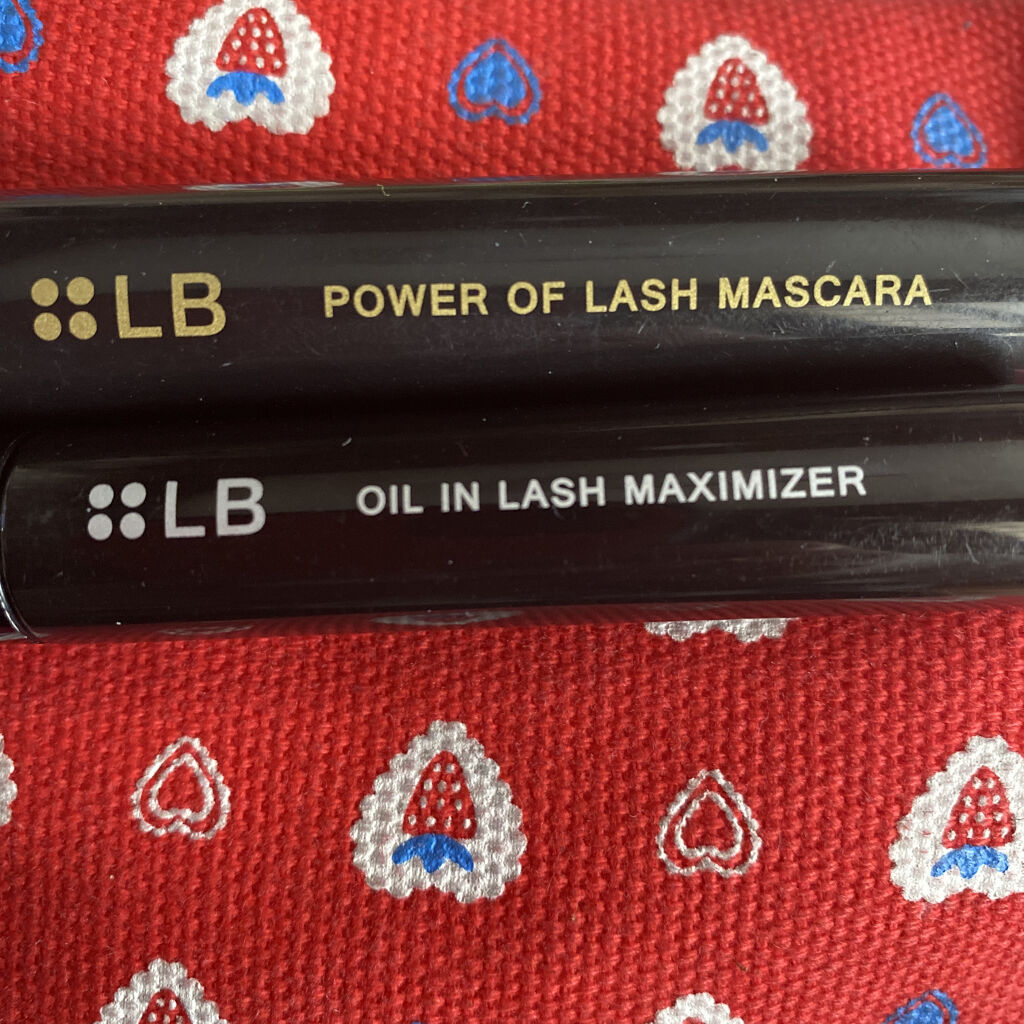 LB POWER OF LASH MASCARA
LB OIL IN LASH MAXIMIZER